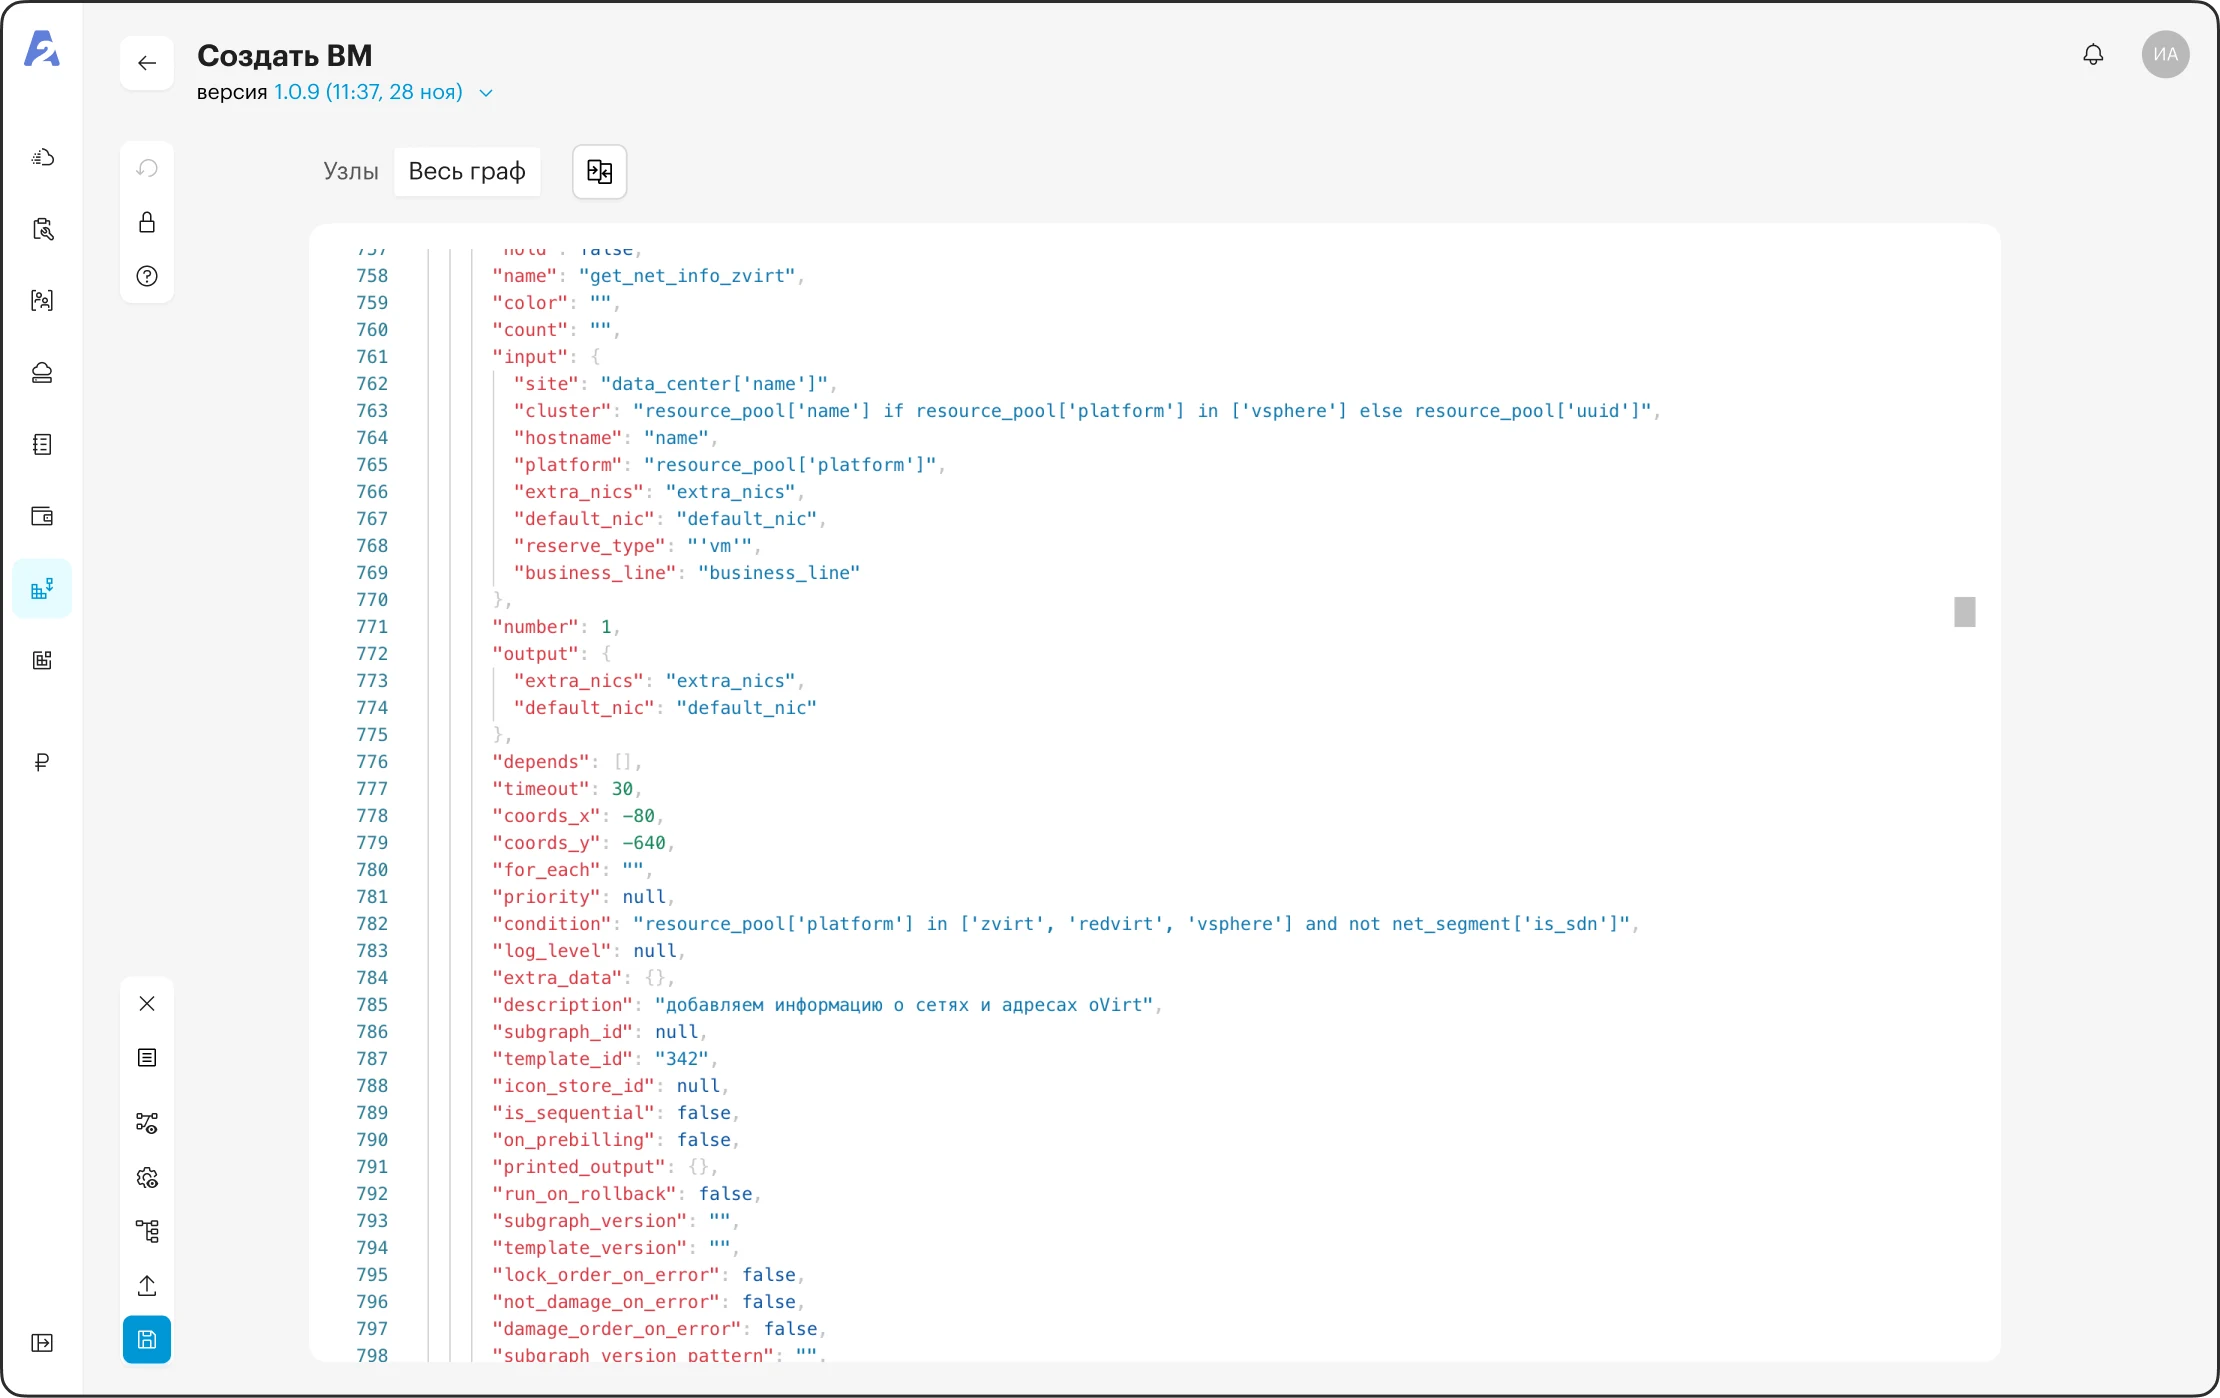 Создать ВМ
ИА
версия 1.0.9 (11:37, 28 ноя)
Узлы Весь граф
757 "hold": false,
758 "name": "get_net_info_zvirt",
759 "color": "",
760 "count": "",
761 "input": {
762 "site": "data_center['name']",
763 "cluster": "resource_pool['name'] if resource_pool['platform'] in ['vsphere'] else resource_pool['uuid']",
764 "hostname": "name",
765 "platform": "resource_pool['platform']",
766 "extra_nics": "extra_nics",
767 "default_nic": "default_nic",
768 "reserve_type": "'vm'",
769 "business_line": "business_line"
770 },
771 "number": 1,
772 "output": {
773 "extra_nics": "extra_nics",
774 "default_nic": "default_nic"
775 },
776 "depends": [],
777 "timeout": 30,
778 "coords_x": -80,
779 "coords_y": -640,
780 "for_each": "",
781 "priority": null,
782 "condition": "resource_pool['platform'] in ['zvirt', 'redvirt', 'vsphere'] and not net_segment['is_sdn']",
783 "log_level": null,
784 "extra_data": {},
785 "description": "добавляем информацию о сетях и адресах oVirt",
786 "subgraph_id": null,
787 "template_id": "342",
788 "icon_store_id": null,
789 "is_sequential": false,
790 "on_prebilling": false,
791 "printed_output": {},
792 "run_on_rollback": false,
793 "subgraph_version": "",
794 "template_version": "",
795 "lock_order_on_error": false,
796 "not_damage_on_error": false,
797 "damage_order_on_error": false,
798 "subgraph_version_pattern": "",